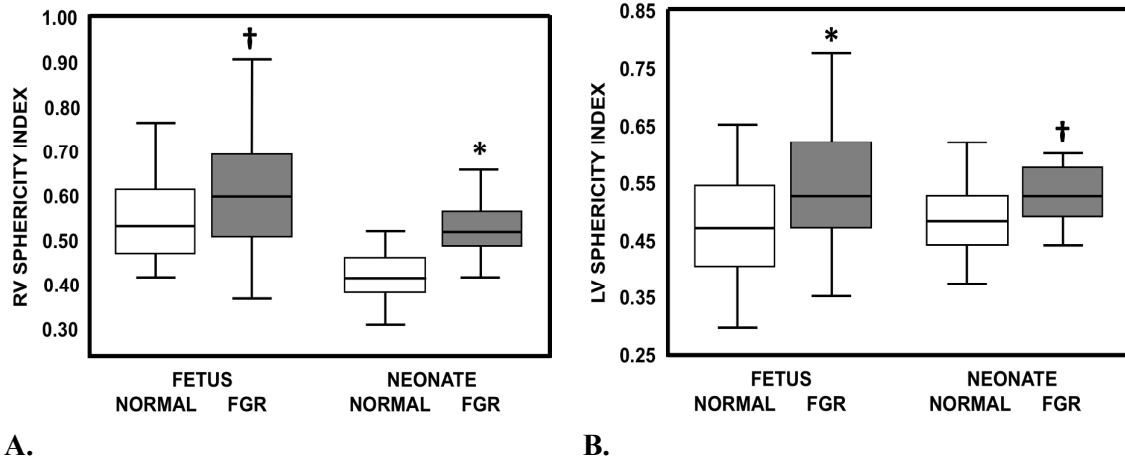 RV SPHERICITY INDEX
1.00
0.90
0.80
0.70
0.60
0.50
0.40
0.30
†
*
FETUS
NEONATE
NORMAL FGR
NORMAL FGR
A.
LV SPHERICITY INDEX
0.85
0.75
0.65
0.55
0.45
0.35
0.25
*
†
FETUS
NEONATE
NORMAL FGR
NORMAL FGR
B.